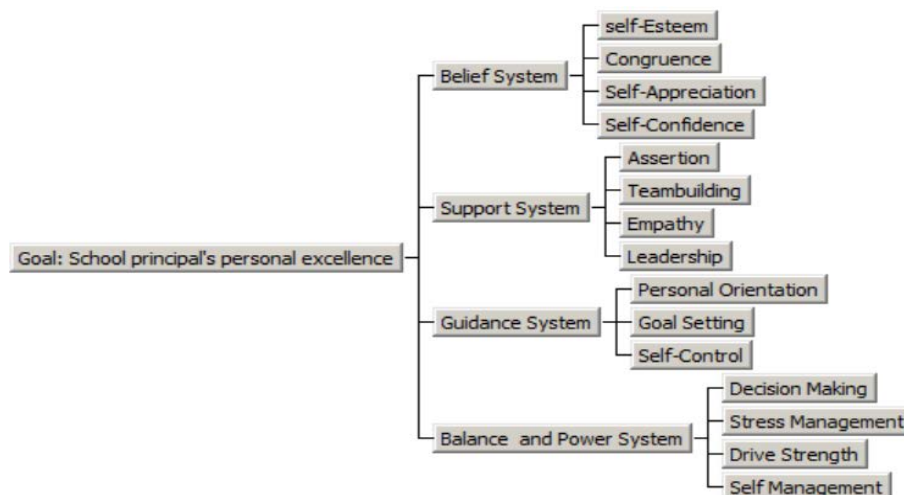 self-Esteem
Congruence
Belief System
Self-Appreciation
Self-Confidence
Assertion
Teambuilding
Support System
Empathy
Leadership
Goal: School principal's personal excellence
Personal Orientation
Guidance System
Goal Setting
Self-Control
Decision Making
Stress Management
Balance  and Power System
Drive Strength
Self Management